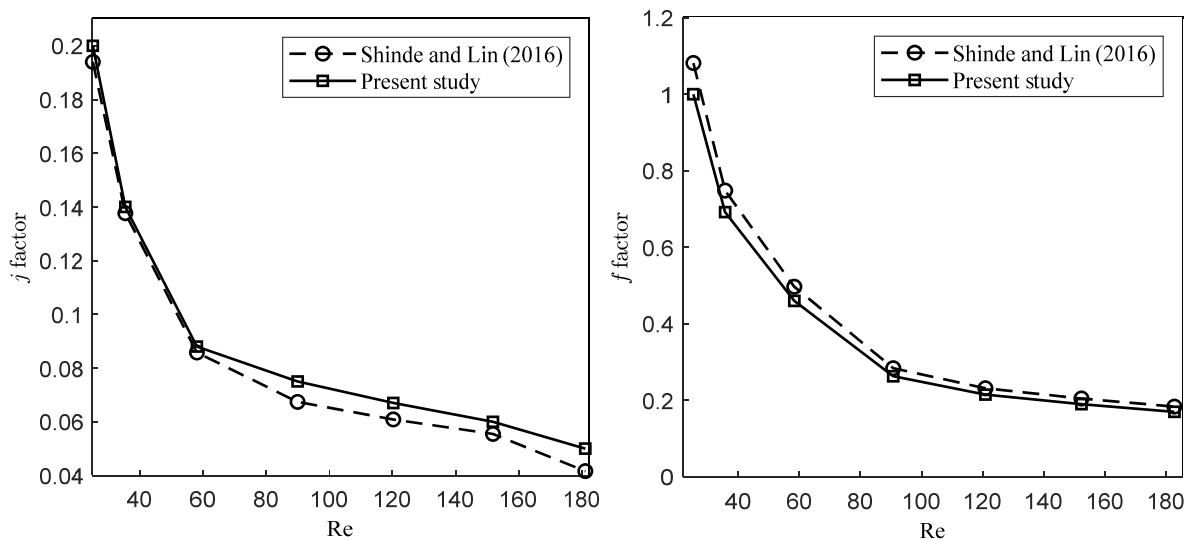 Shinde and Lin (2016)
Present study
0.2
0.18
0.16
0.14
0.12
0.1
0.08
0.06
0.04
j factor
40 60 80 100 120 140 160 180
Re
Shinde and Lin (2016)
Present study
1.2
1
0.8
0.6
0.4
0.2
0
f factor
40 60 80 100 120 140 160 180
Re